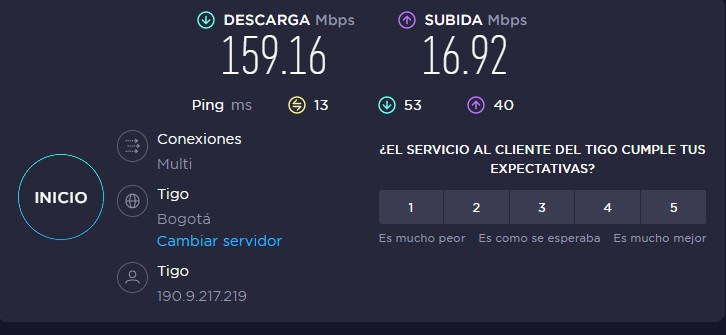 DESCARGA Mbps
SUBIDA Mbps
159.16
16.92
Ping ms 13 53 40
Conexiones
Multi
INICIO
Tigo
Bogotá
Cambiar servidor
Tigo
190.9.217.219
¿EL SERVICIO AL CLIENTE DEL TIGO CUMPLE TUS
EXPECTATIVAS?
1 2 3 4 5
Es mucho peor Es como se esperaba Es mucho mejor